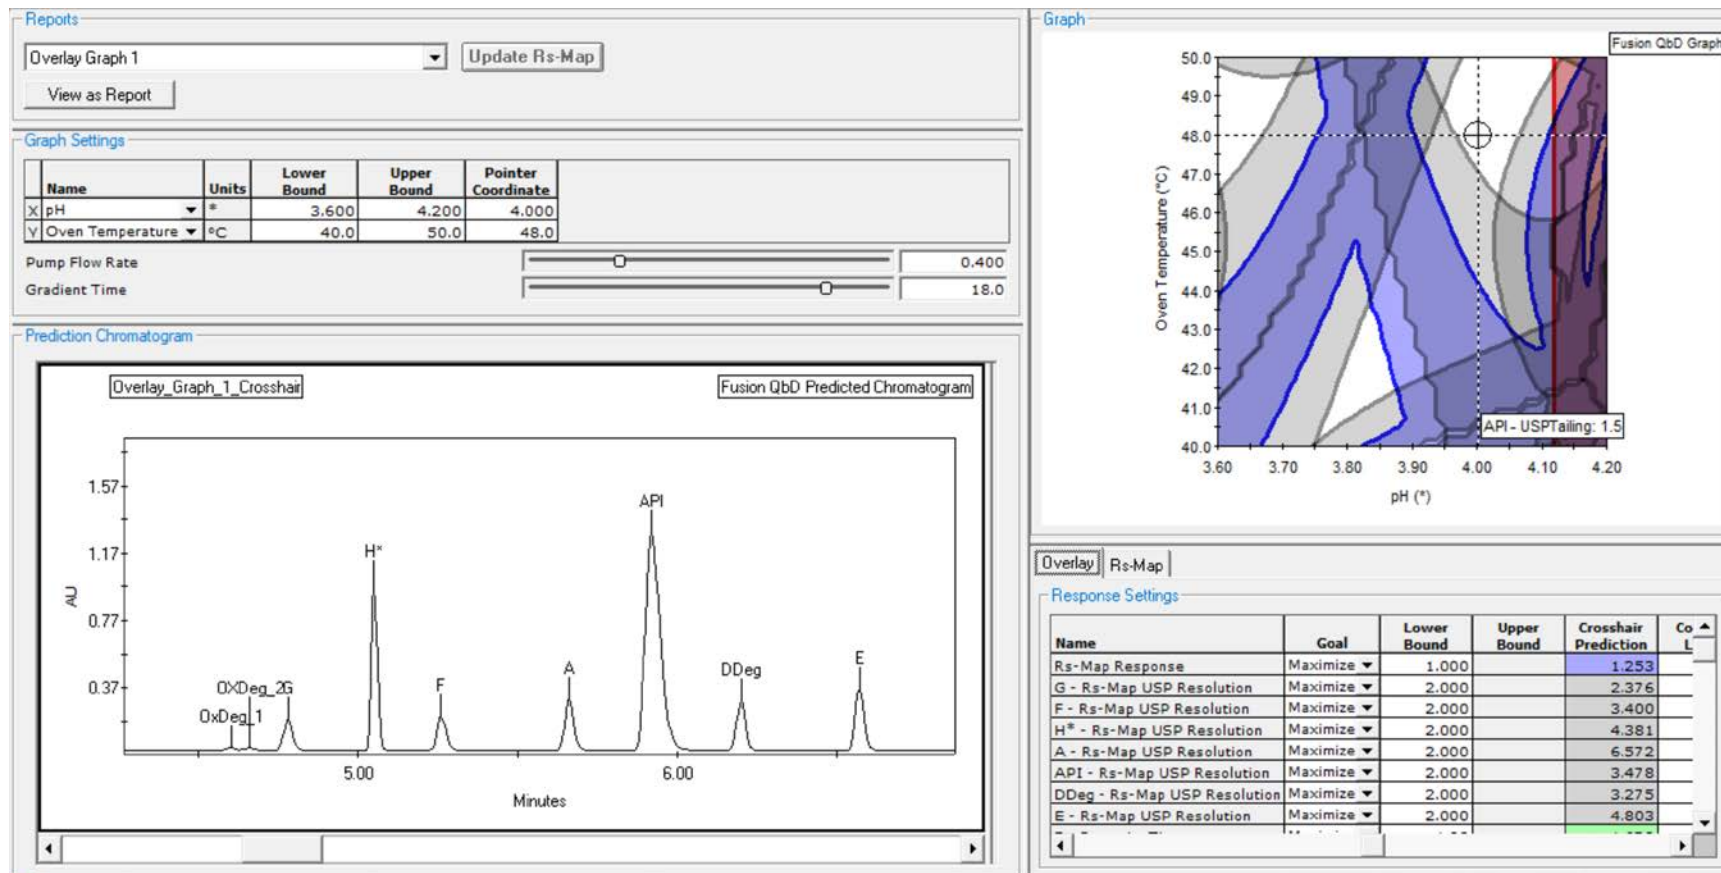 Reports
Overlay Graph 1
Update Rs-Map
View as Report
Graph Settings
Name Units Lower Bound Upper Bound Pointer Coordinate
X pH * 3.600 4.200 4.000
Y Oven Temperature °C 40.0 50.0 48.0
Pump Flow Rate 0.400
Gradient Time 18.0
Prediction Chromatogram
Overlay_Graph_1_Crosshair
Fusion QbD Predicted Chromatogram
AU
1.57
1.17
0.77
0.37
OxDeg_1
OXDeg_2G
H*
F
A
API
DDeg
E
5.00 6.00
Minutes
Graph
Fusion QbD Graph
Oven Temperature (°C)
50.0
49.0
48.0
47.0
46.0
45.0
44.0
43.0
42.0
41.0
40.0
API - USPTailing: 1.5
3.60 3.70 3.80 3.90 4.00 4.10 4.20
pH (*)
Overlay Rs-Map
Response Settings
Name Goal Lower Bound Upper Bound Crosshair Prediction Co L
Rs-Map Response Maximize 1.000 1.253
G - Rs-Map USP Resolution Maximize 2.000 2.376
F - Rs-Map USP Resolution Maximize 2.000 3.400
H* - Rs-Map USP Resolution Maximize 2.000 4.381
A - Rs-Map USP Resolution Maximize 2.000 6.572
API - Rs-Map USP Resolution Maximize 2.000 3.478
DDeg - Rs-Map USP Resolution Maximize 2.000 3.275
E - Rs-Map USP Resolution Maximize 2.000 4.803